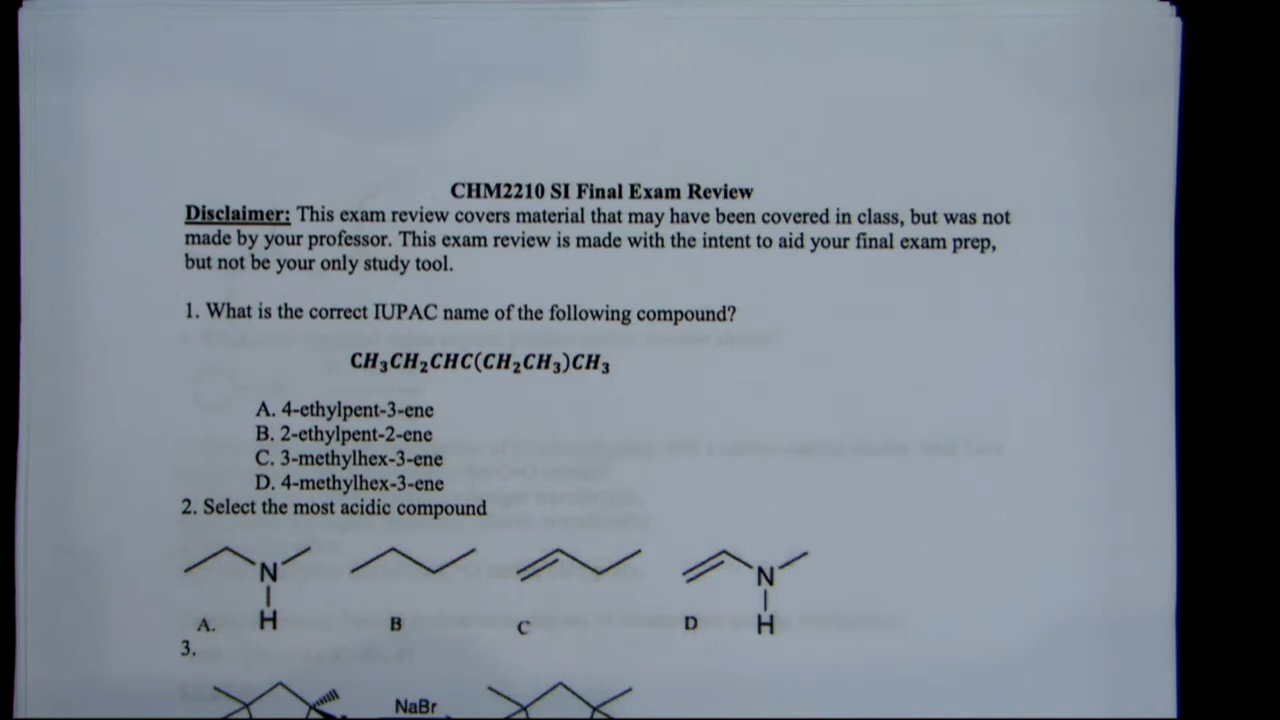 CHM2210 SI Final Exam Review
Disclaimer: This exam review covers material that may have been covered in class, but was not
made by your professor. This exam review is made with the intent to aid your final exam prep,
but not be your only study tool.
1. What is the correct IUPAC name of the following compound?
CH₃CH₂CHC(CH₂CH₃)CH₃
A. 4-ethylpent-3-ene
B. 2-ethylpent-2-ene
C. 3-methylhex-3-ene
D. 4-methylhex-3-ene
2. Select the most acidic compound
N N
H H
A. B C D
3.
NaBr